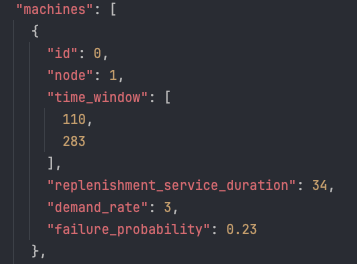 "machines": [
{
"id": 0,
"node": 1,
"time_window": [
110,
283
],
"replenishment_service_duration": 34,
"demand_rate": 3,
"failure_probability": 0.23
},